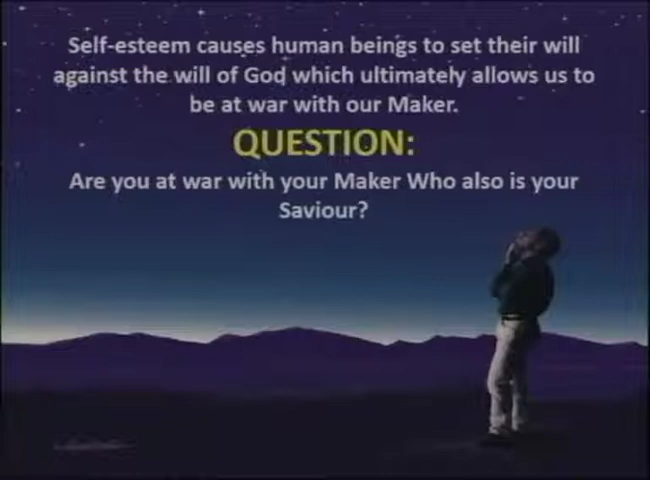 Self-esteem causes human beings to set their will
against the will of God which ultimately allows us to
be at war with our Maker.
QUESTION:
Are you at war with your Maker Who also is your
Saviour?